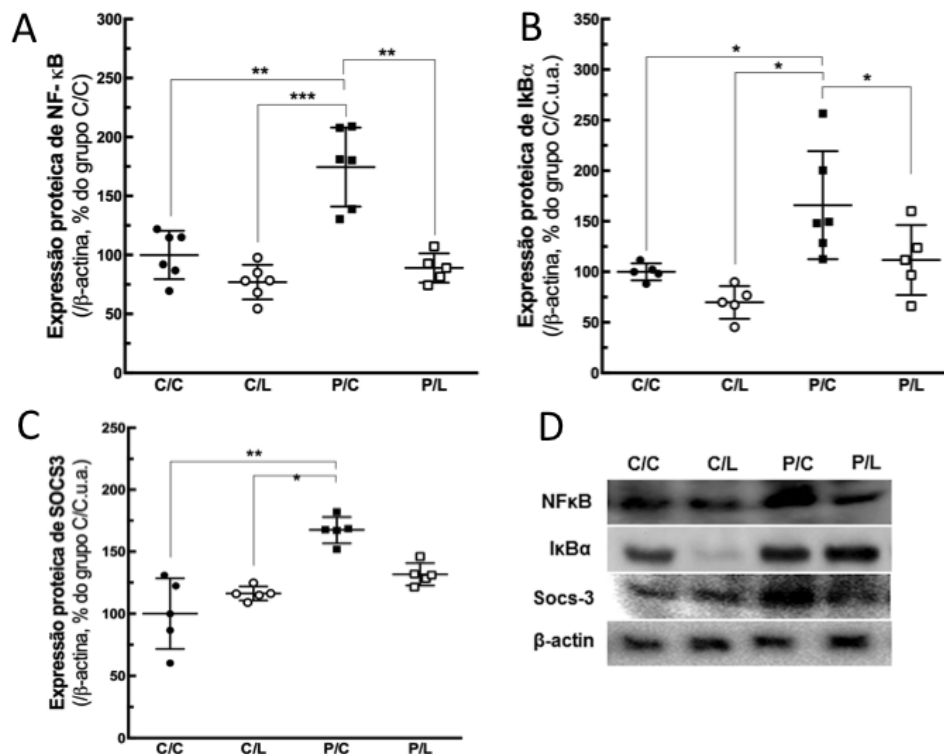 A
Expressão proteica de NF-κB
(/β-actina, % do grupo C/C)
300
250
200
150
100
50
0
**
***
**
C/C C/L P/C P/L
B
Expressão proteica de IkBα
(/β-actina, % do grupo C/C.u.a.)
350
300
250
200
150
100
50
0
*
*
*
C/C C/L P/C P/L
C
Expressão proteica de SOCS3
(/β-actina, % do grupo C/C.u.a.)
250
200
150
100
50
0
**
*
C/C C/L P/C P/L
D
C/C C/L P/C P/L
NFκB
IκBα
Socs-3
β-actin